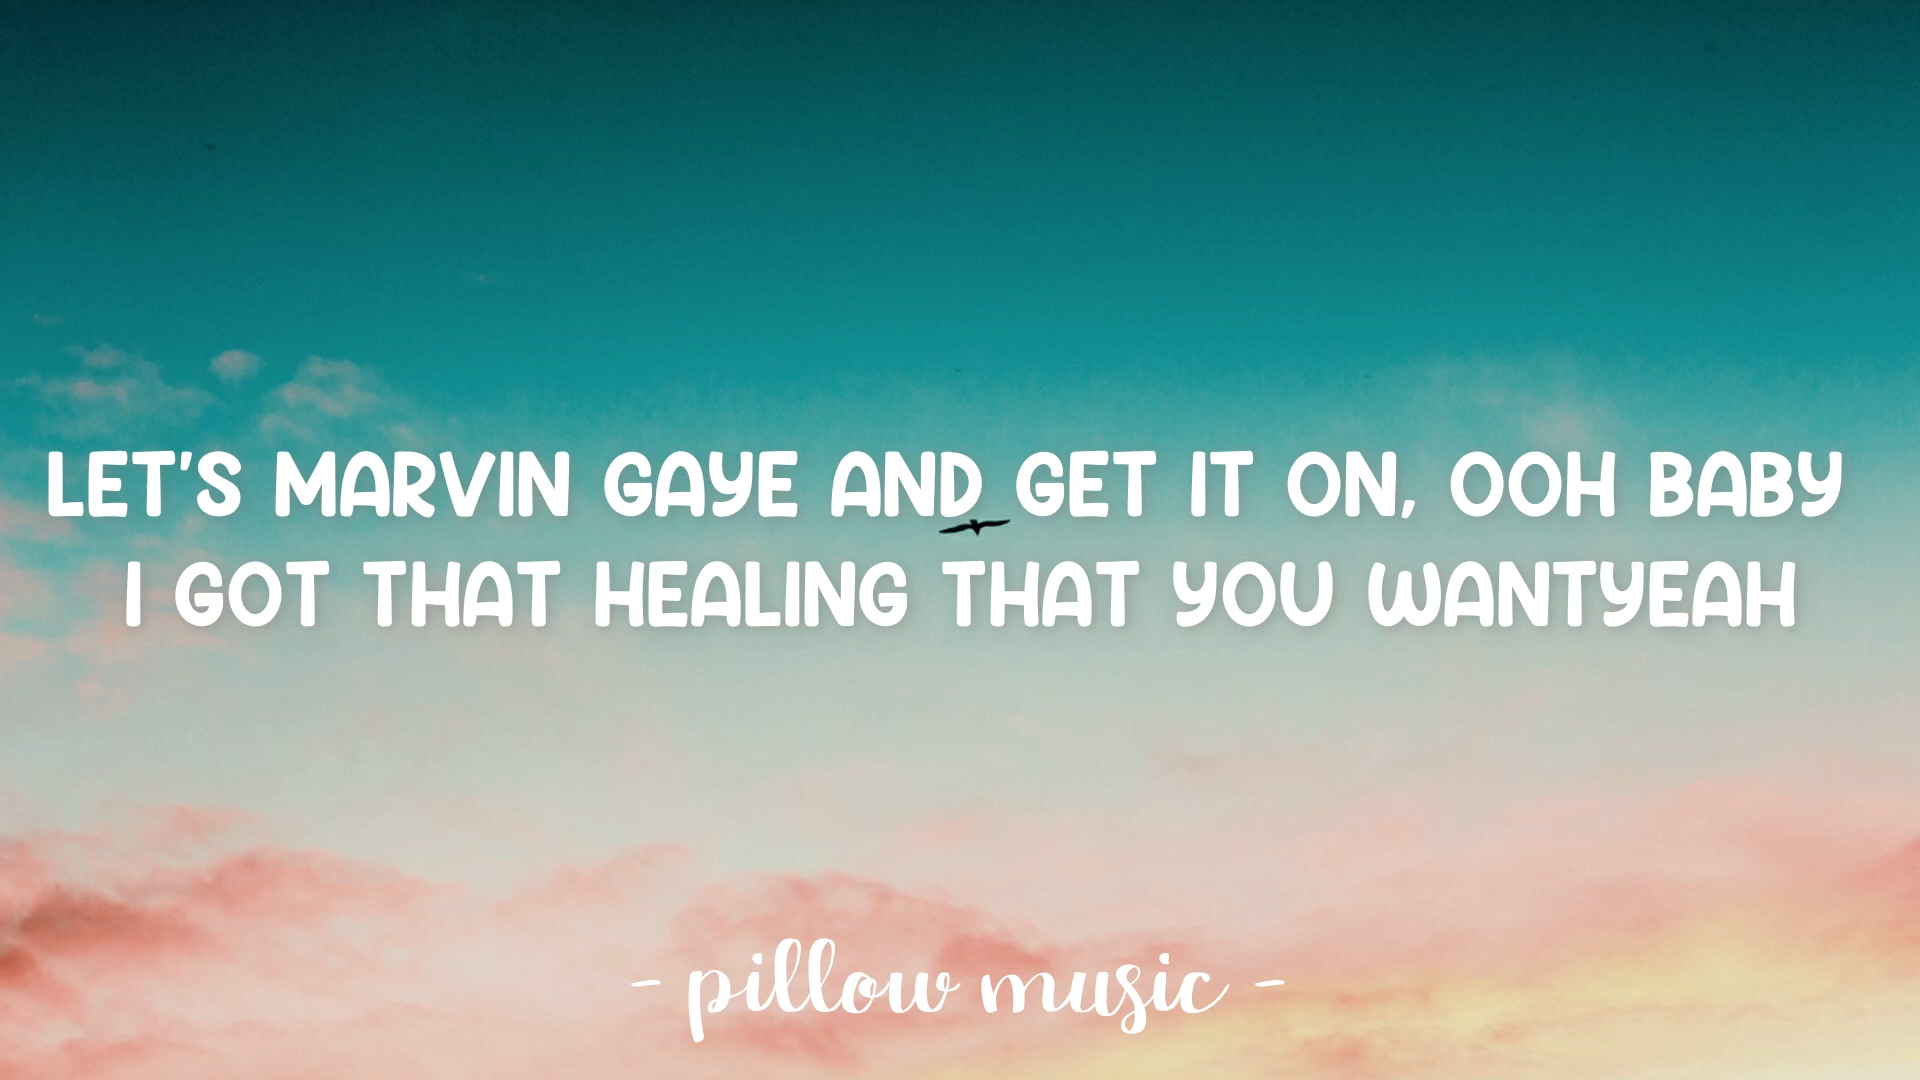 LET'S MARVIN GAYE AND GET IT ON, OOH BABY
I GOT THAT HEALING THAT YOU WANTYEAH
- pillow music -